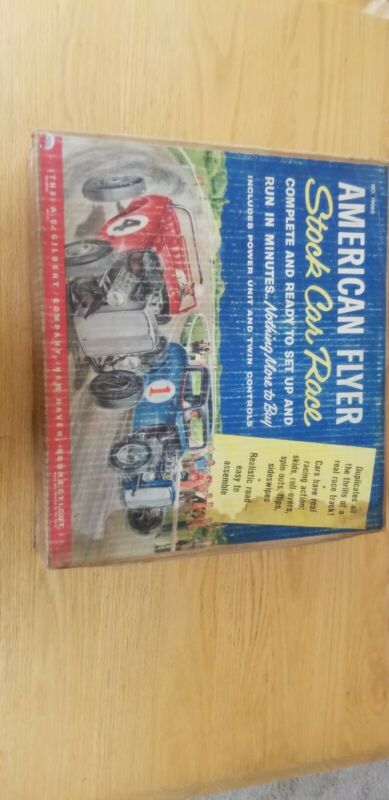 NO. 19060
AMERICAN FLYER
Stock Car Race
COMPLETE AND READY TO SET UP AND
RUN IN MINUTES...Nothing More to Buy
INCLUDES POWER UNIT AND TWIN CONTROLS
Duplicates all
the thrills of a
real race track!
Cars have real
racing action;
skids, roll-overs,
spin-outs, flips,
sideswipes
Realistic road
easy to
assemble
4
1
THE A.C. GILBERT COMPANY, NEW HAVEN, CONNECTICUT